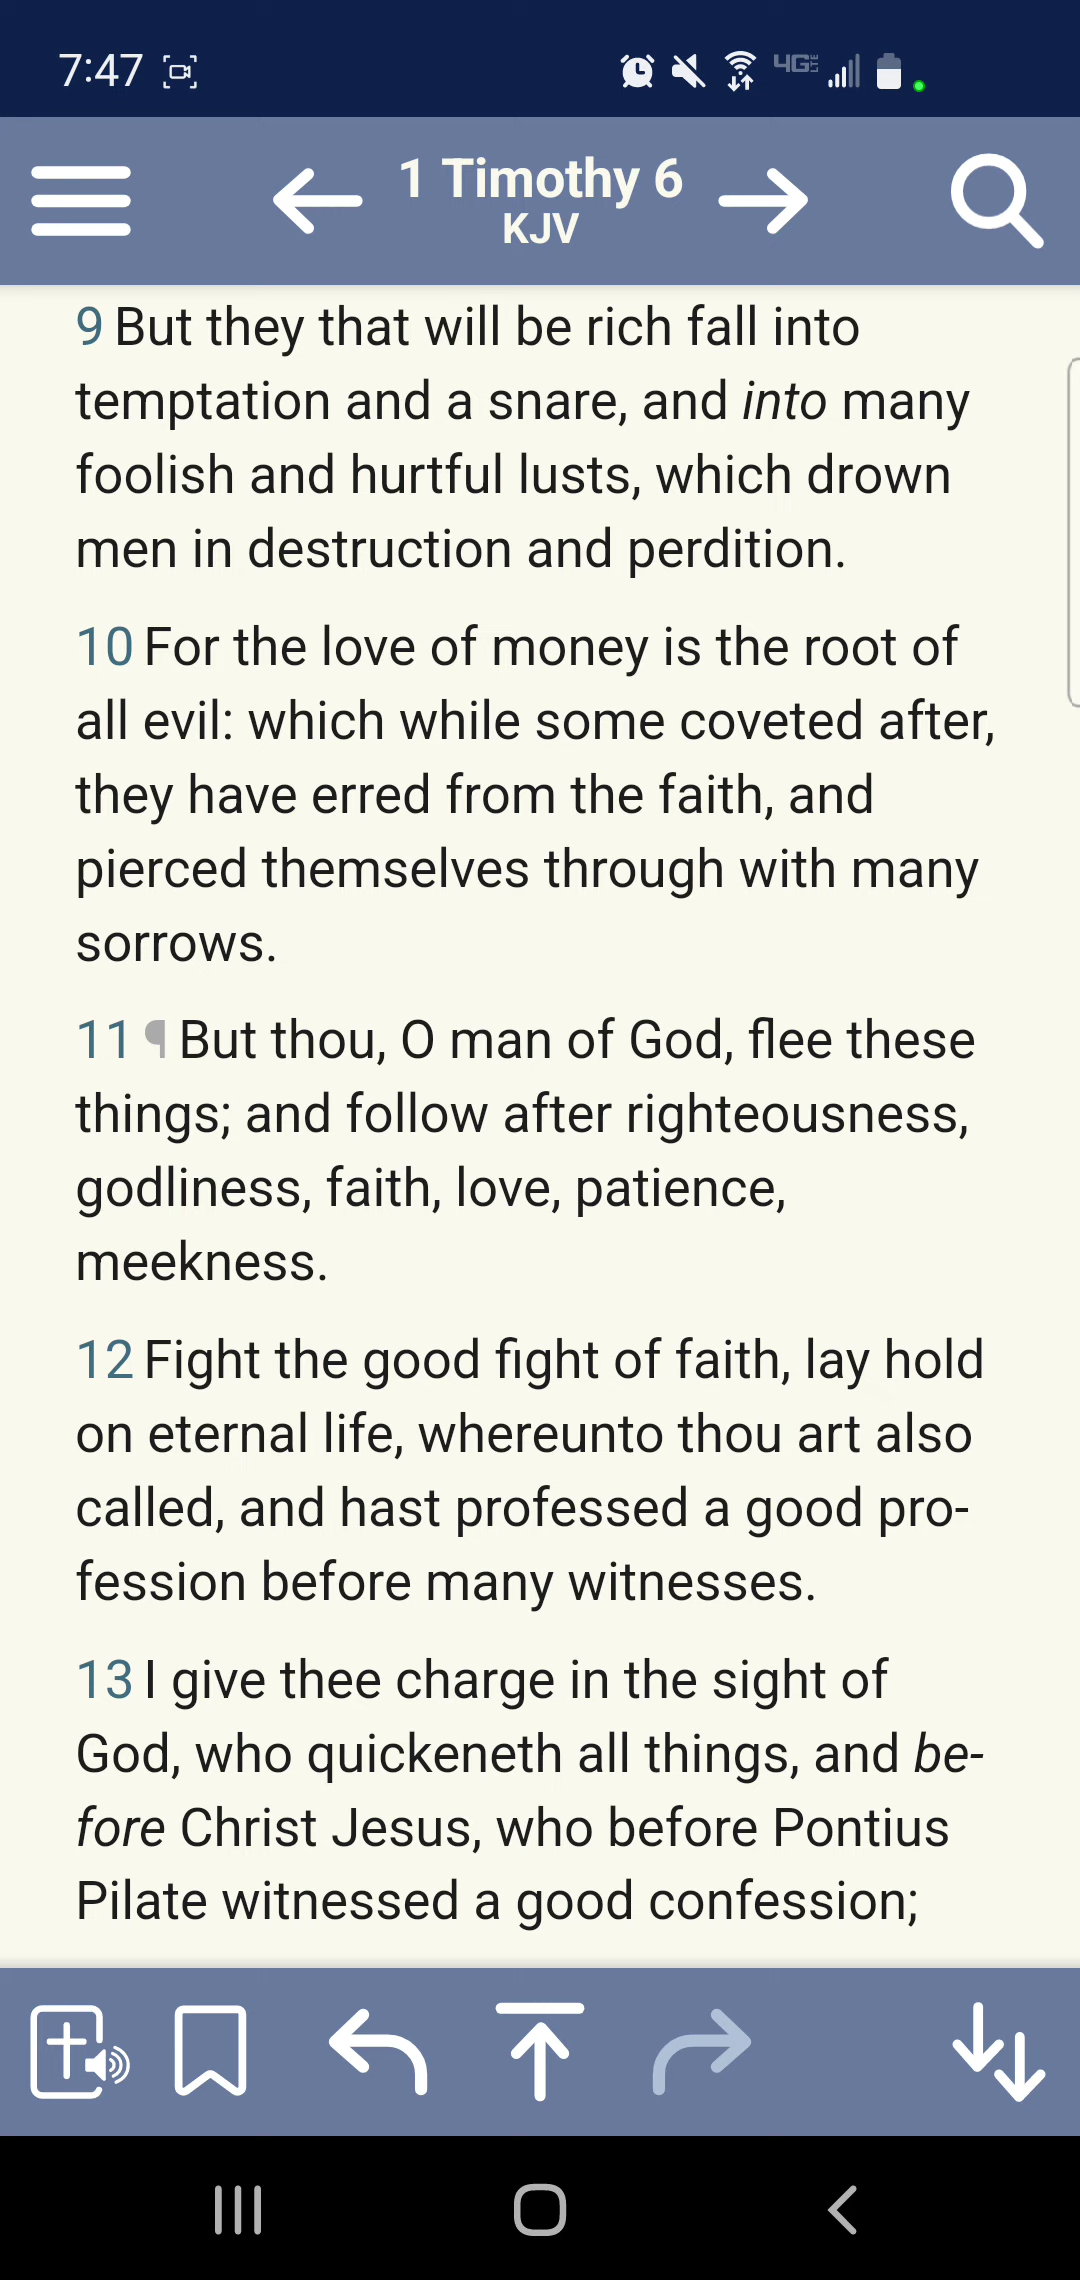 7:47
4G LTE
1 Timothy 6
KJV
9 But they that will be rich fall into
temptation and a snare, and into many
foolish and hurtful lusts, which drown
men in destruction and perdition.
10 For the love of money is the root of
all evil: which while some coveted after,
they have erred from the faith, and
pierced themselves through with many
sorrows.
11 ¶ But thou, O man of God, flee these
things; and follow after righteousness,
godliness, faith, love, patience,
meekness.
12 Fight the good fight of faith, lay hold
on eternal life, whereunto thou art also
called, and hast professed a good pro-
fession before many witnesses.
13 I give thee charge in the sight of
God, who quickeneth all things, and be-
fore Christ Jesus, who before Pontius
Pilate witnessed a good confession;